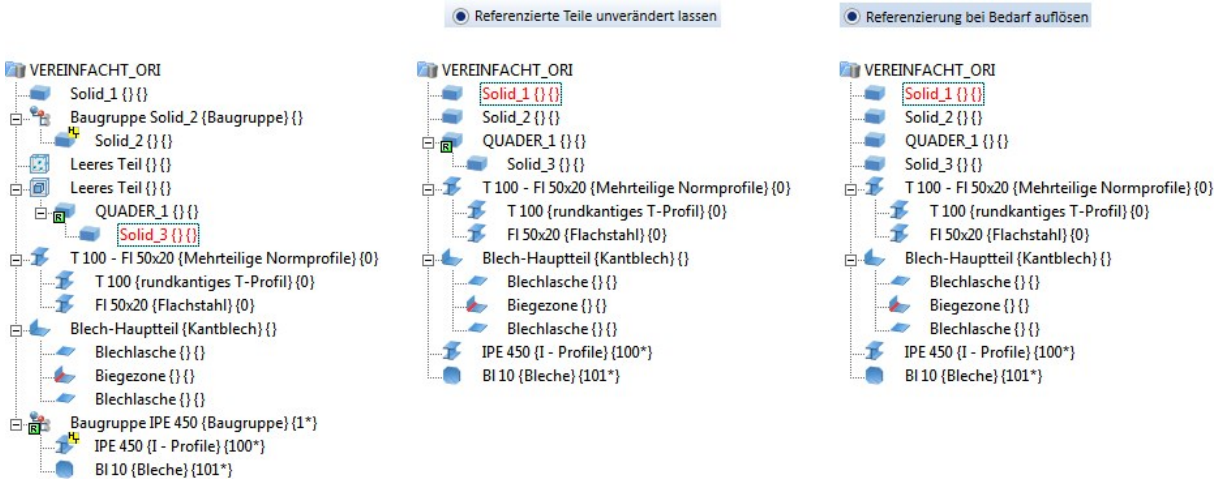 Referenzierte Teile unverändert lassen
Referenzierung bei Bedarf auflösen
VEREINFACHT_ORI
Solid_1 {} {}
Baugruppe Solid_2 {Baugruppe} {}
Solid_2 {} {}
Leeres Teil {} {}
Leeres Teil {} {}
QUADER_1 {} {}
Solid_3 {} {}
T 100 - Fl 50x20 {Mehrteilige Normprofile} {0}
T 100 {rundkantiges T-Profil} {0}
Fl 50x20 {Flachstahl} {0}
Blech-Hauptteil {Kantblech} {}
Blechlasche {} {}
Biegezone {} {}
Blechlasche {} {}
Baugruppe IPE 450 {Baugruppe} {1*}
IPE 450 {I - Profile} {100*}
Bl 10 {Bleche} {101*}
VEREINFACHT_ORI
Solid_1 {} {}
Solid_2 {} {}
QUADER_1 {} {}
Solid_3 {} {}
T 100 - Fl 50x20 {Mehrteilige Normprofile} {0}
T 100 {rundkantiges T-Profil} {0}
Fl 50x20 {Flachstahl} {0}
Blech-Hauptteil {Kantblech} {}
Blechlasche {} {}
Biegezone {} {}
Blechlasche {} {}
IPE 450 {I - Profile} {100*}
Bl 10 {Bleche} {101*}
VEREINFACHT_ORI
Solid_1 {} {}
Solid_2 {} {}
QUADER_1 {} {}
Solid_3 {} {}
T 100 - Fl 50x20 {Mehrteilige Normprofile} {0}
T 100 {rundkantiges T-Profil} {0}
Fl 50x20 {Flachstahl} {0}
Blech-Hauptteil {Kantblech} {}
Blechlasche {} {}
Biegezone {} {}
Blechlasche {} {}
IPE 450 {I - Profile} {100*}
Bl 10 {Bleche} {101*}